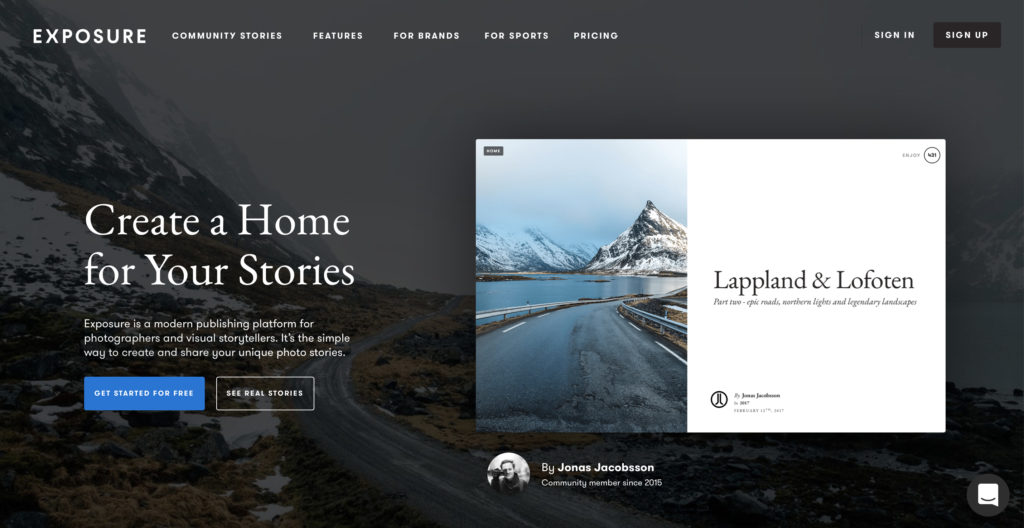 EXPOSURE
COMMUNITY STORIES
FEATURES
FOR BRANDS
FOR SPORTS
PRICING
SIGN IN
SIGN UP
Create a Home
for Your Stories
Exposure is a modern publishing platform for
photographers and visual storytellers. It’s the simple
way to create and share your unique photo stories.
GET STARTED FOR FREE
SEE REAL STORIES
HOME
ENJOY 431
Lappland & Lofoten
Part two - epic roads, northern lights and legendary landscapes
By Jonas Jacobsson
In 2017
FEBRUARY 12TH, 2017
By Jonas Jacobsson
Community member since 2015